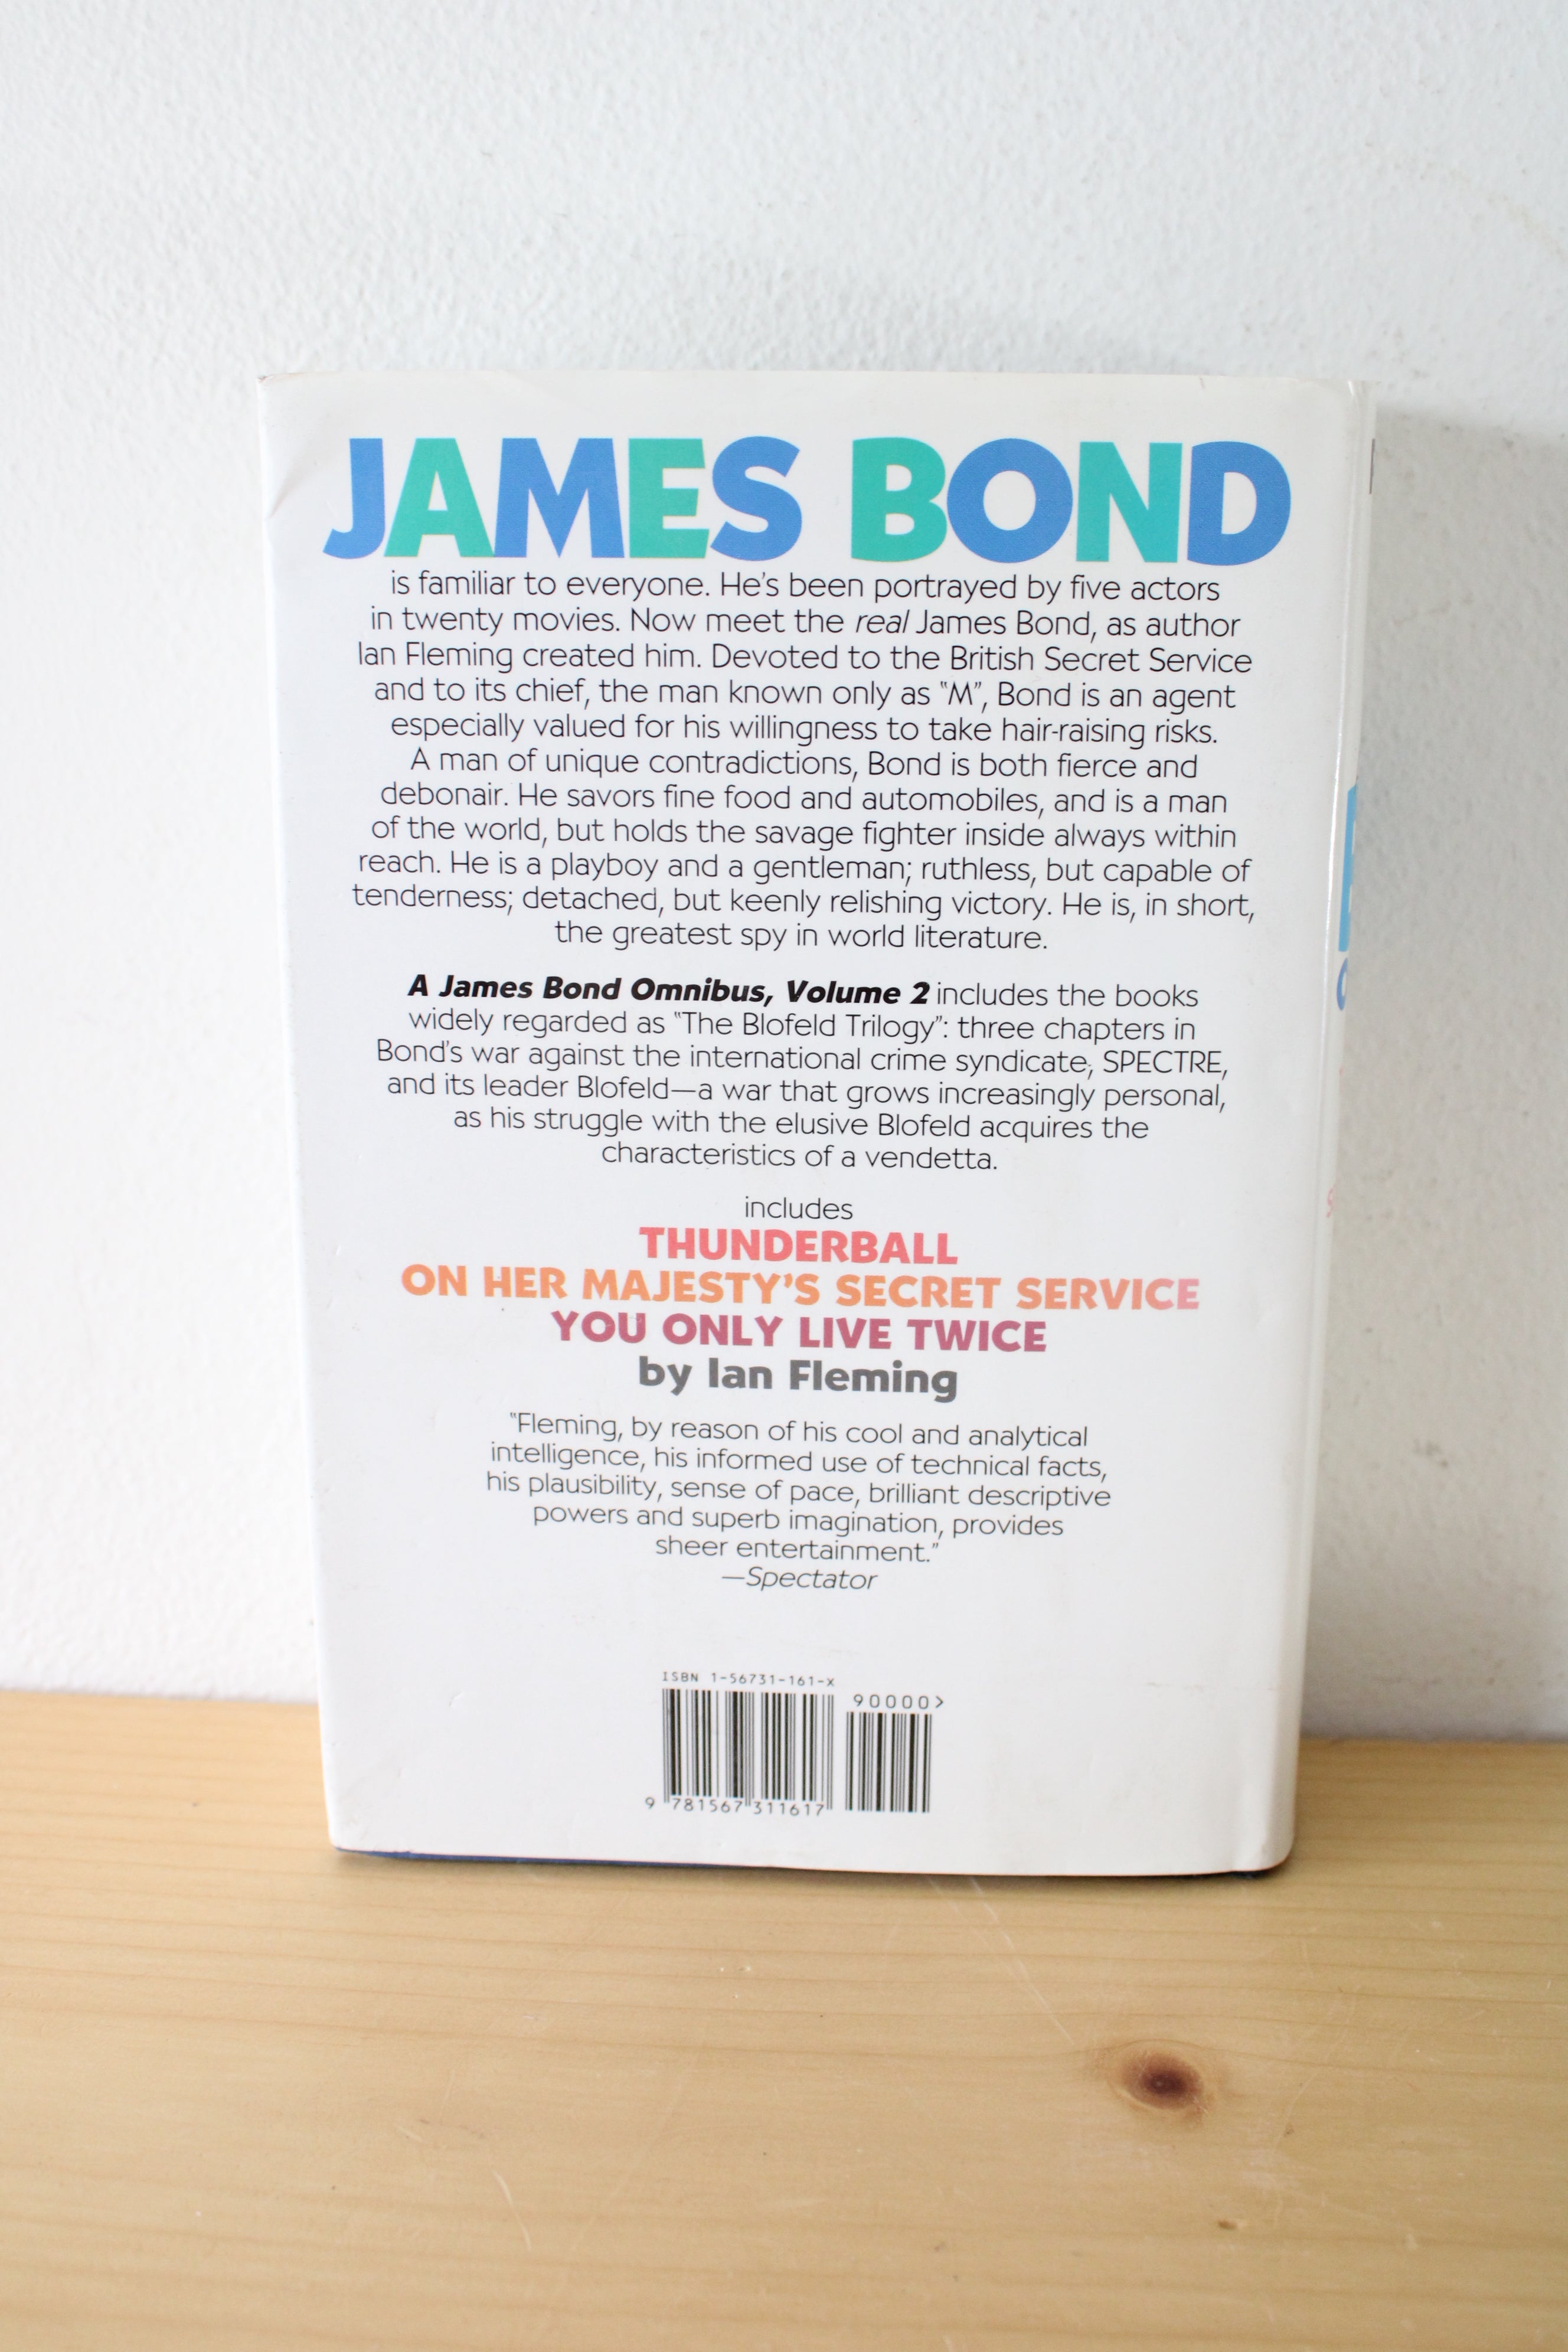 JAMES BOND
is familiar to everyone. He's been portrayed by five actors
in twenty movies. Now meet the real James Bond, as author
Ian Fleming created him. Devoted to the British Secret Service
and to its chief, the man known only as "M", Bond is an agent
especially valued for his willingness to take hair-raising risks.
A man of unique contradictions, Bond is both fierce and
debonair. He savors fine food and automobiles, and is a man
of the world, but holds the savage fighter inside always within
reach. He is a playboy and a gentleman; ruthless, but capable of
tenderness; detached, but keenly relishing victory. He is, in short,
the greatest spy in world literature.
A James Bond Omnibus, Volume 2 includes the books
widely regarded as "The Blofeld Trilogy": three chapters in
Bond's war against the international crime syndicate, SPECTRE,
and its leader Blofeld—a war that grows increasingly personal,
as his struggle with the elusive Blofeld acquires the
characteristics of a vendetta.
includes
THUNDERBALL
ON HER MAJESTY'S SECRET SERVICE
YOU ONLY LIVE TWICE
by Ian Fleming
"Fleming, by reason of his cool and analytical
intelligence, his informed use of technical facts,
his plausibility, sense of pace, brilliant descriptive
powers and superb imagination, provides
sheer entertainment."
—Spectator
ISBN 1-56731-161-X
90000>
9 781567 311617